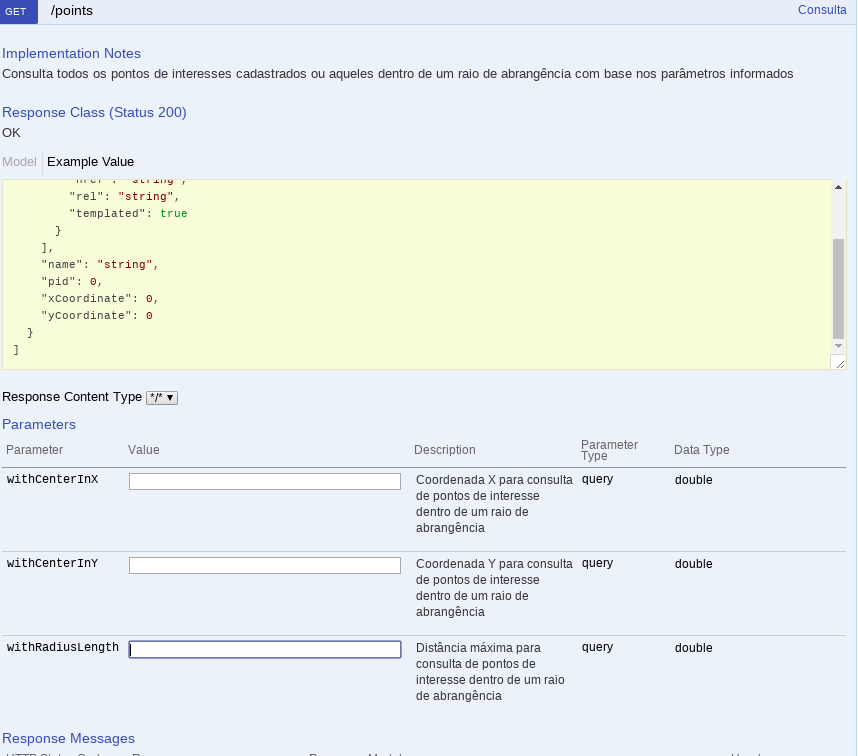 GET /points Consulta
Implementation Notes
Consulta todos os pontos de interesses cadastrados ou aqueles dentro de um raio de abrangência com base nos parâmetros informados
Response Class (Status 200)
OK
Model Example Value
"href": "string",
"rel": "string",
"templated": true
}
],
"name": "string",
"pid": 0,
"xCoordinate": 0,
"yCoordinate": 0
}
]
Response Content Type */*
Parameters
Parameter Value Description Parameter Type Data Type
withCenterInX Coordenada X para consulta query double
de pontos de interesse
dentro de um raio de
abrangência
withCenterInY Coordenada Y para consulta query double
de pontos de interesse
dentro de um raio de
abrangência
withRadiusLength Distância máxima para query double
consulta de pontos de
interesse dentro de um raio
de abrangência
Response Messages